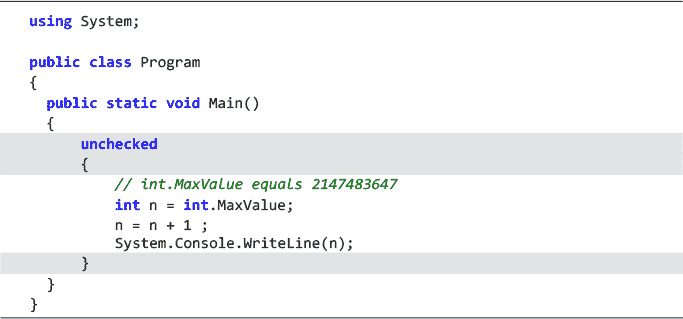 using System;
public class Program
{
public static void Main()
{
unchecked
{
// int.MaxValue equals 2147483647
int n = int.MaxValue;
n = n + 1 ;
System.Console.WriteLine(n);
}
}
}